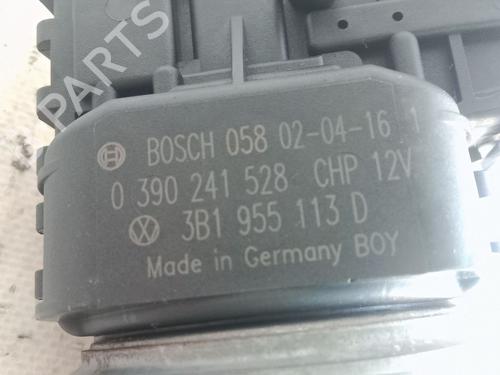 PARTS
BOSCH 058 02-04-16 1
0 390 241 528 CHP 12V
3B1 955 113 D
Made in Germany BOY